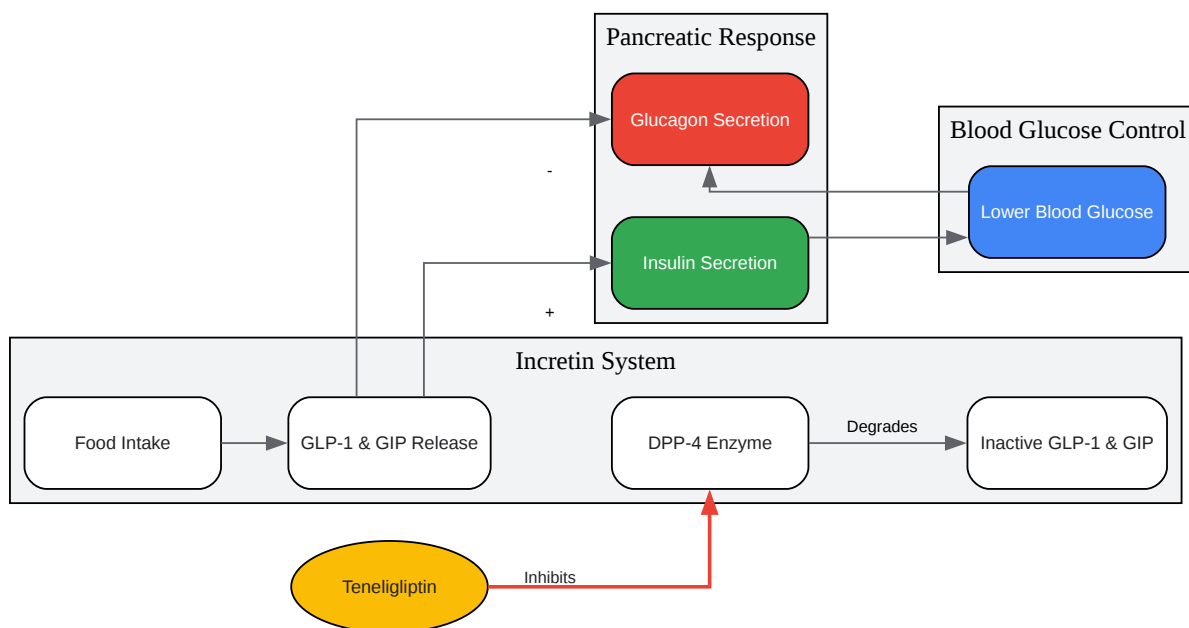 Pancreatic Response
Glucagon Secretion
Blood Glucose Control
Lower Blood Glucose
-
Insulin Secretion
+
Incretin System
Food Intake
GLP-1 & GIP Release
DPP-4 Enzyme
Degrades
Inactive GLP-1 & GIP
Teneligliptin
Inhibits